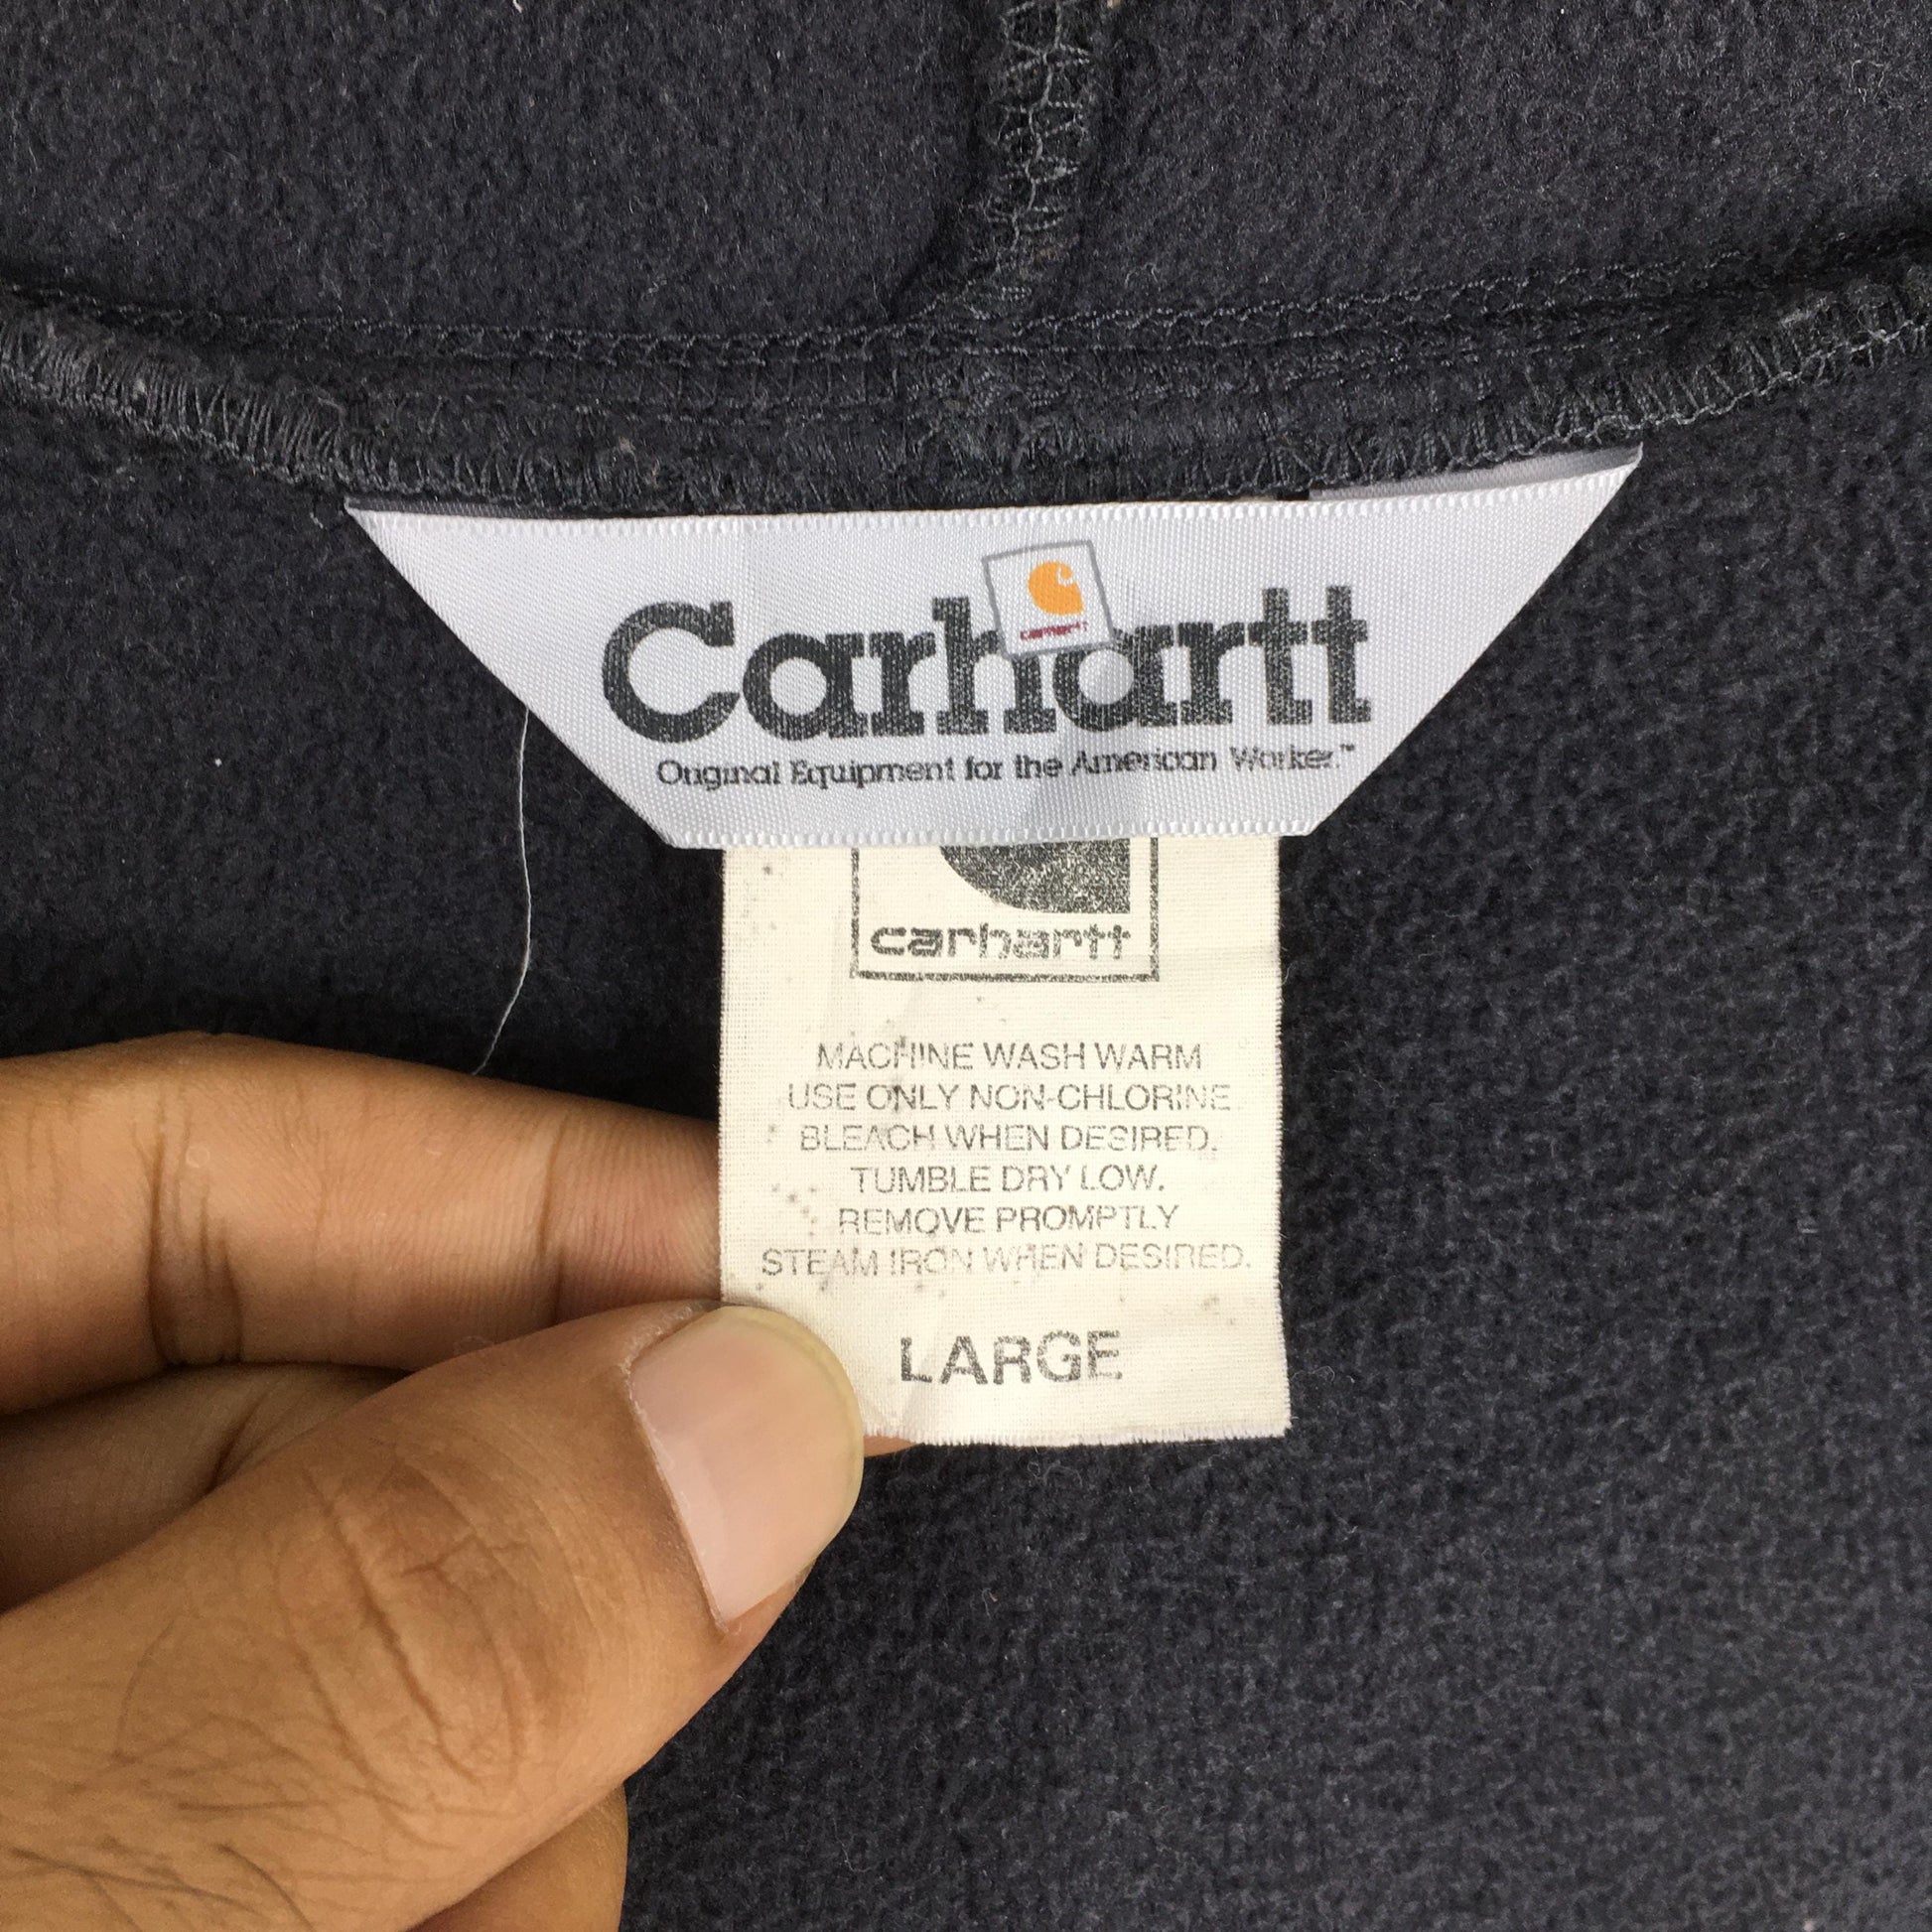 carhartt
Carhartt
Original Equipment for the American Worker.™
carhartt
MACHINE WASH WARM
USE ONLY NON-CHLORINE
BLEACH WHEN DESIRED.
TUMBLE DRY LOW.
REMOVE PROMPTLY
STEAM IRON WHEN DESIRED.
LARGE